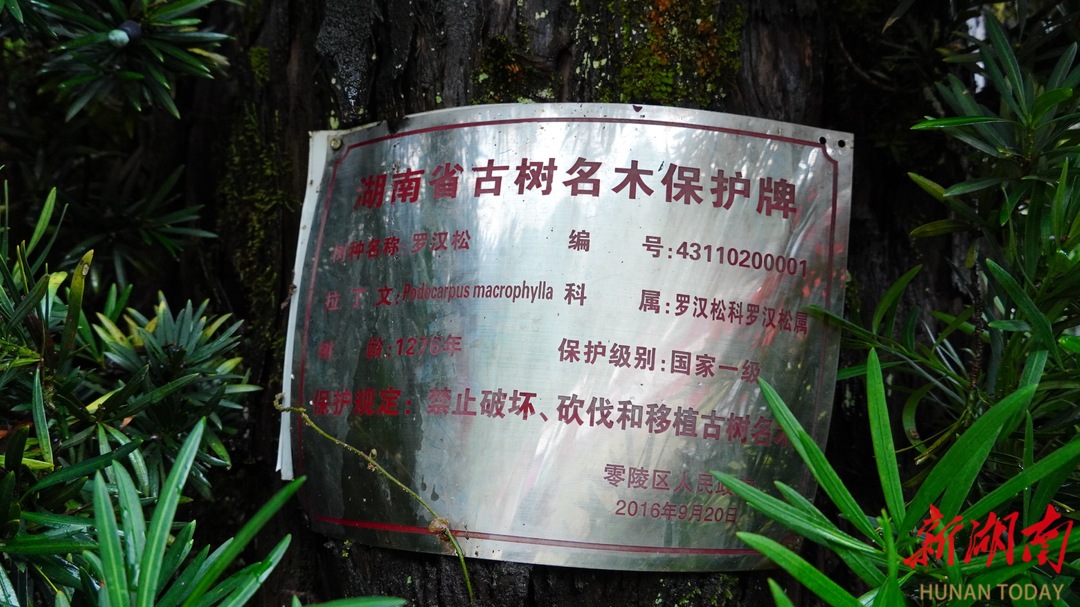 湖南省古树名木保护牌
树种名称 罗汉松 编 号:43110200001
拉丁文:Podocarpus macrophylla 科 属:罗汉松科罗汉松属
树 龄:1276年 保护级别:国家一级
保护规定:禁止破坏、砍伐和移植古树名木
零陵区人民政
2016年9月20日
新湖南
HUNAN TODAY